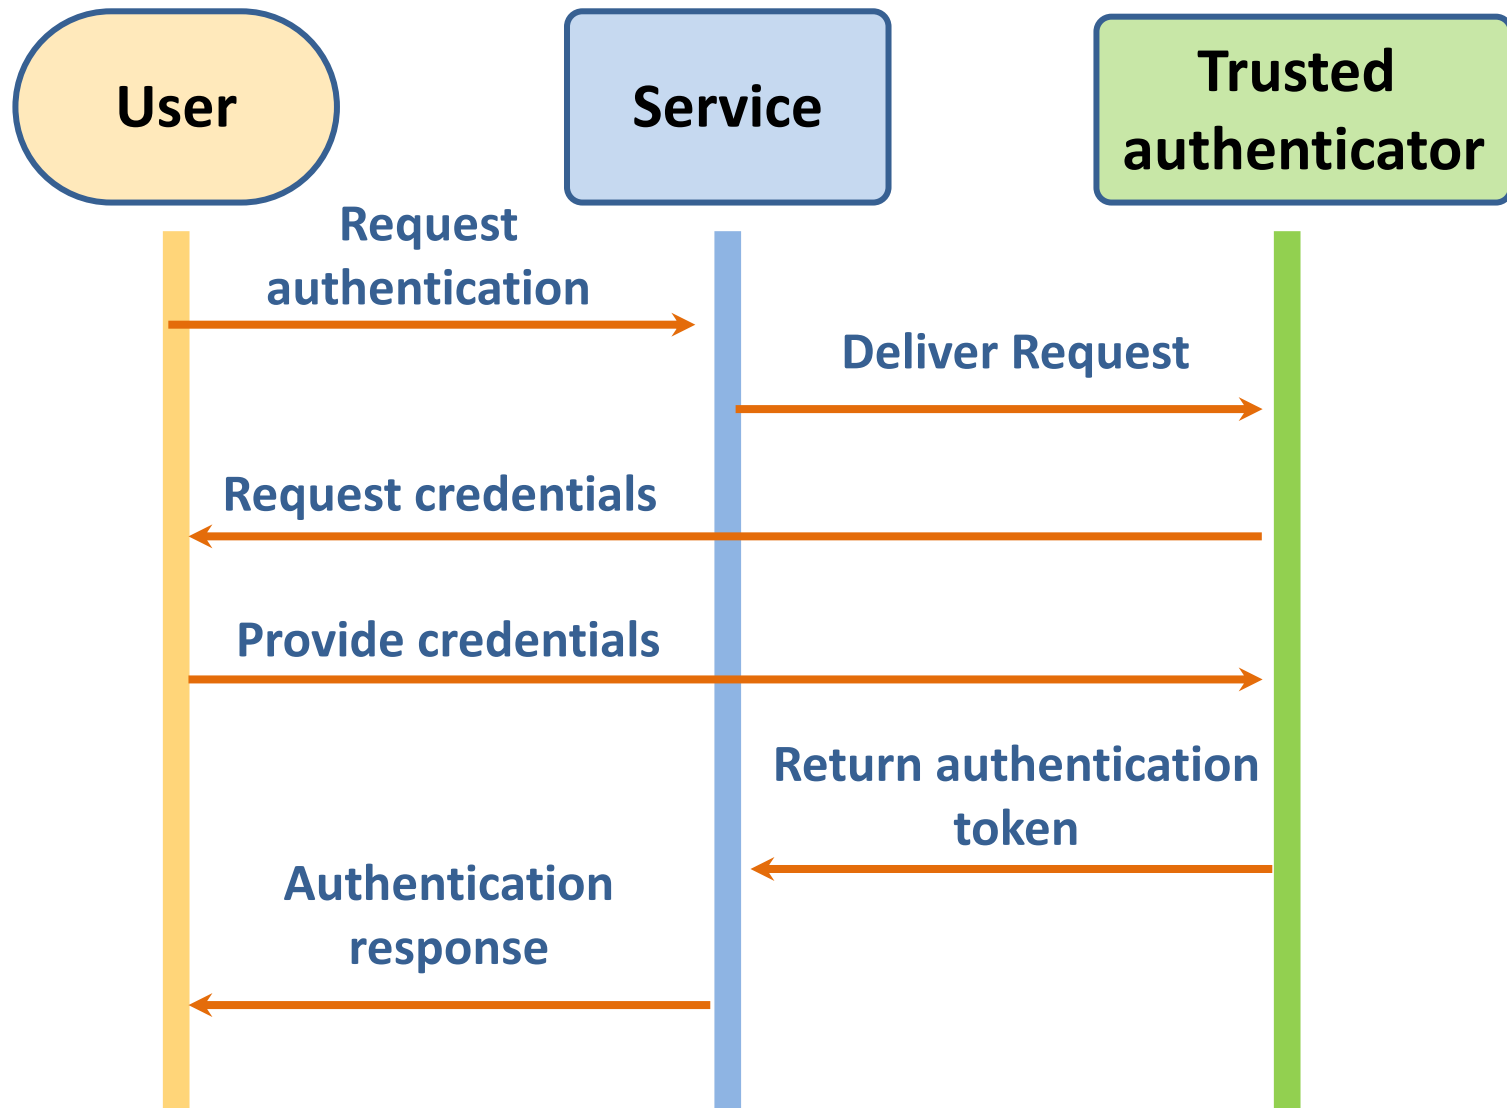 User
Service
Trusted
authenticator
Request
authentication
Deliver Request
Request credentials
Provide credentials
Return authentication
token
Authentication
response